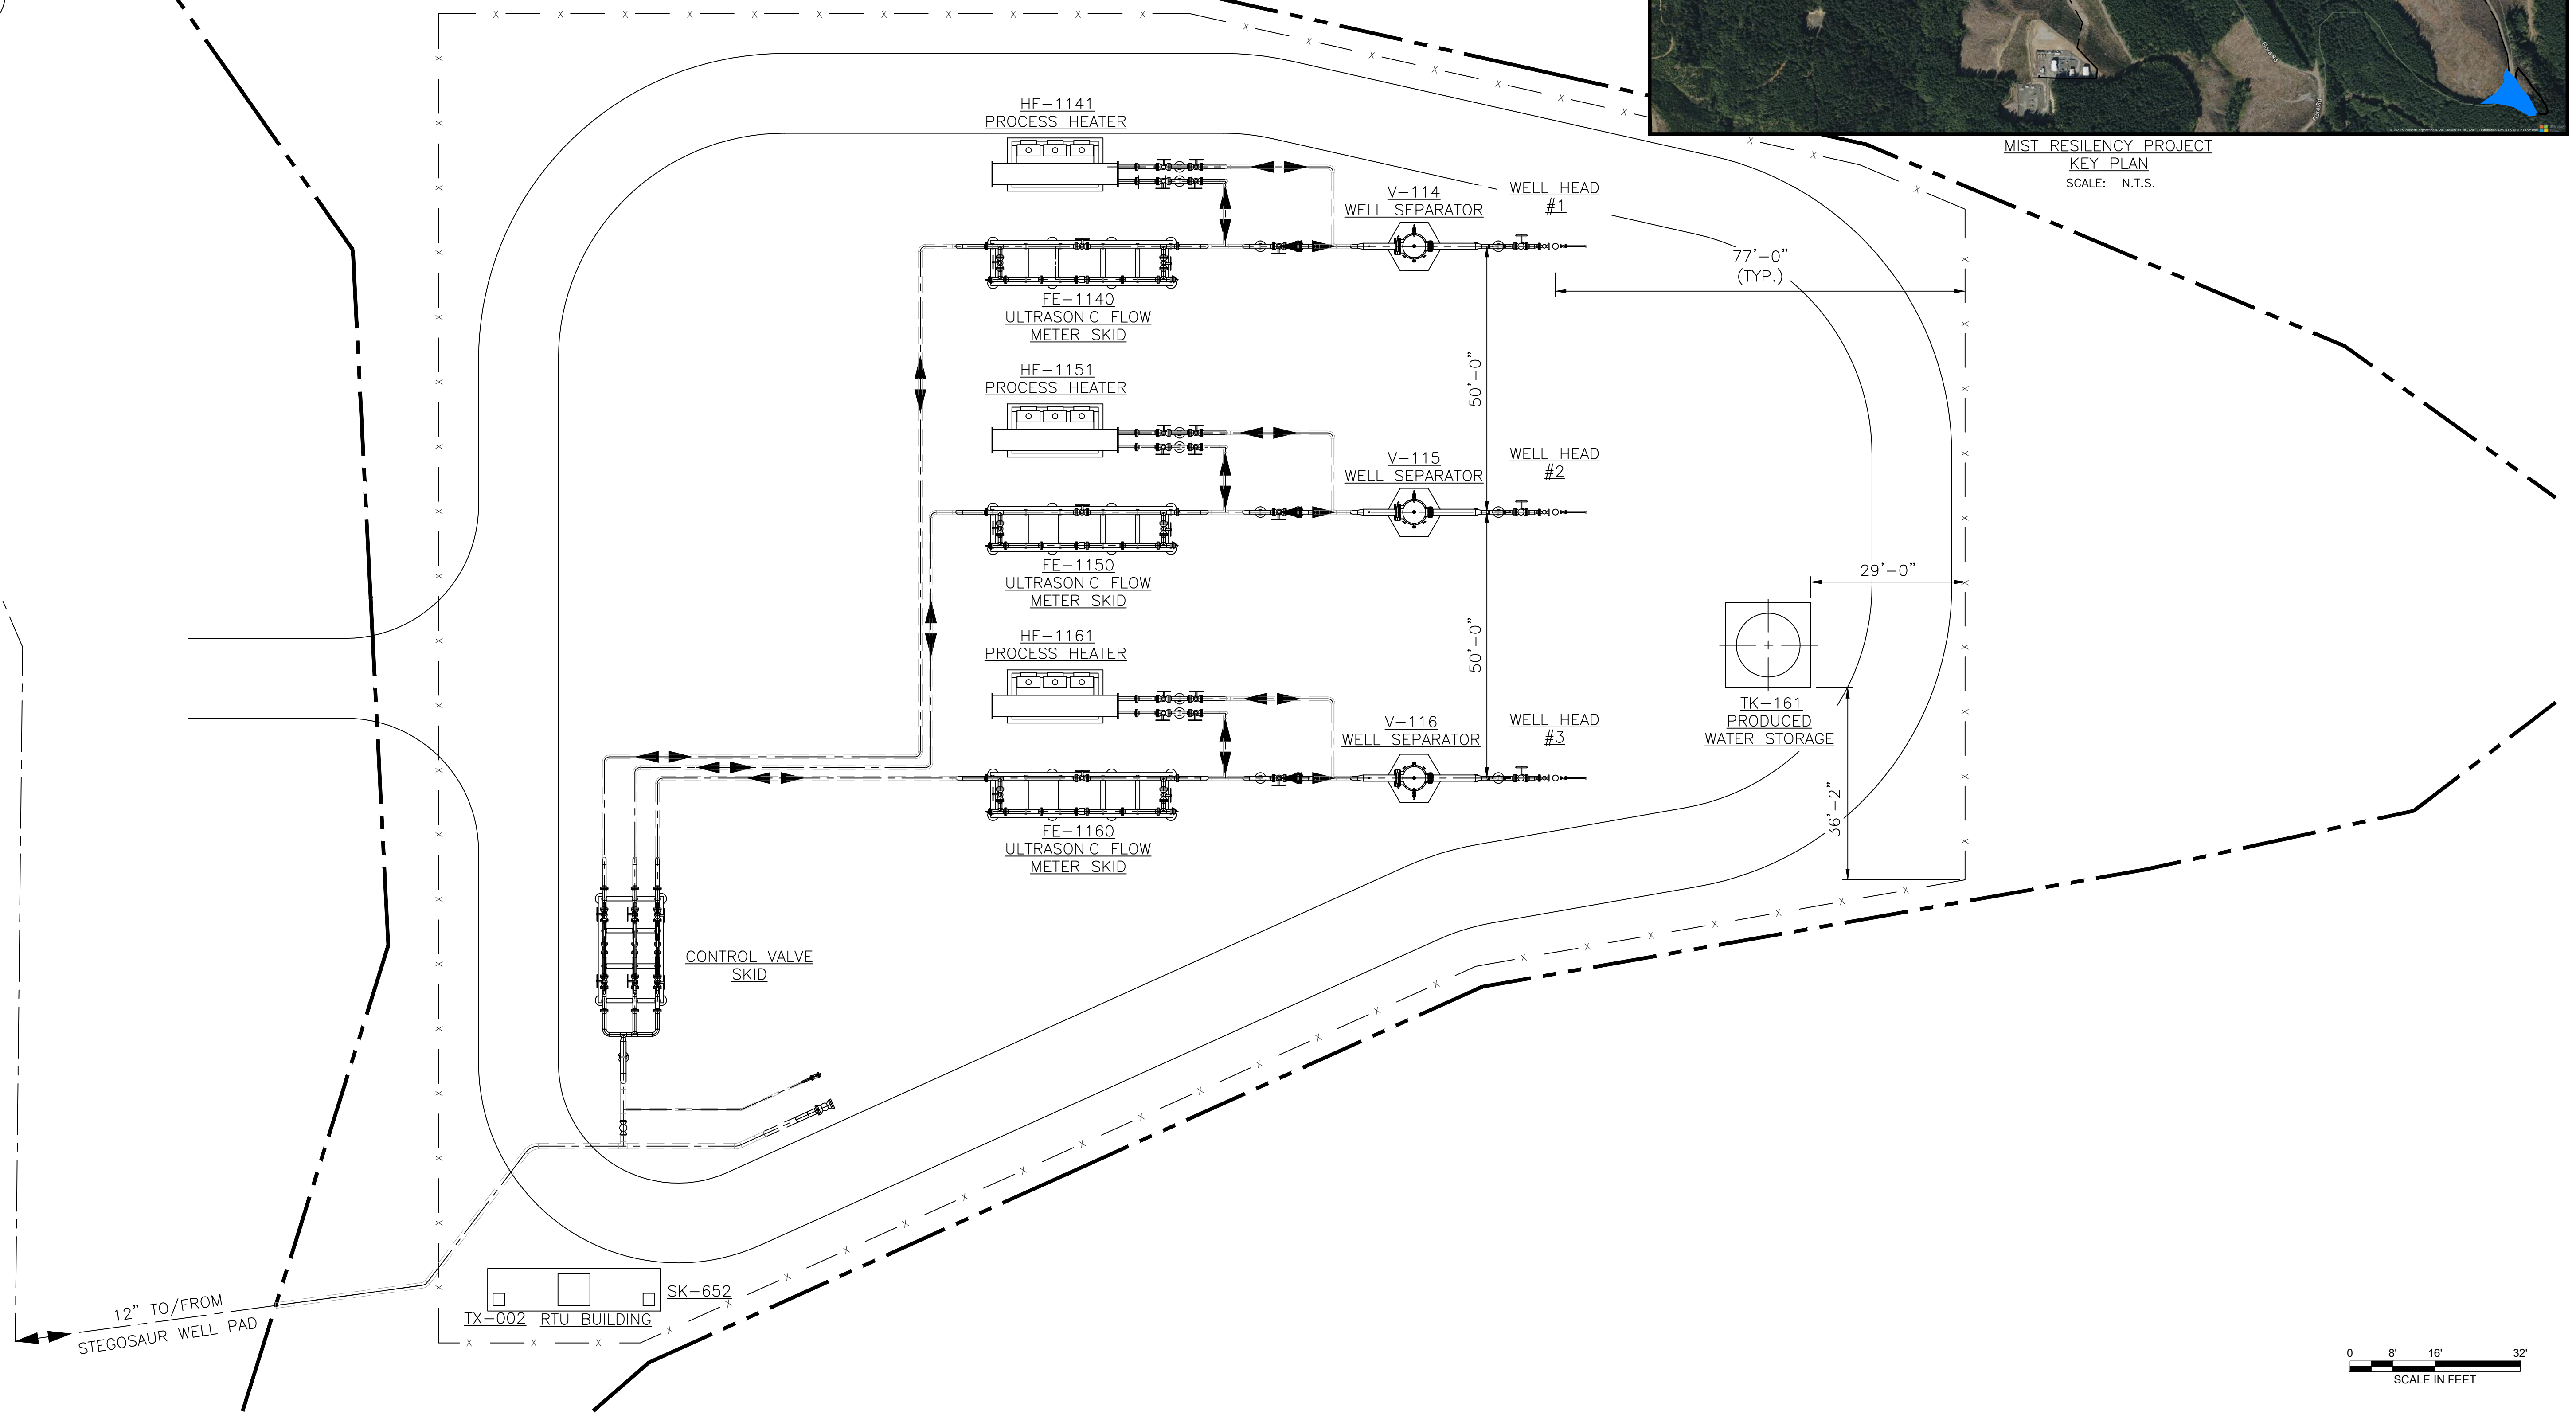 HE-1141
PROCESS HEATER
MIST RESILENCY PROJECT
KEY PLAN
SCALE: N.T.S.
V-114
WELL SEPARATOR
WELL HEAD
#1
77'-0"
(TYP.)
FE-1140
ULTRASONIC FLOW
METER SKID
50'-0"
HE-1151
PROCESS HEATER
V-115
WELL SEPARATOR
WELL HEAD
#2
FE-1150
ULTRASONIC FLOW
METER SKID
29'-0"
50'-0"
HE-1161
PROCESS HEATER
V-116
WELL SEPARATOR
WELL HEAD
#3
TK-161
PRODUCED
WATER STORAGE
36'-2"
FE-1160
ULTRASONIC FLOW
METER SKID
CONTROL VALVE
SKID
12" TO/FROM
STEGOSAUR WELL PAD
SK-652
TX-002 RTU BUILDING
0 8' 16' 32'
SCALE IN FEET